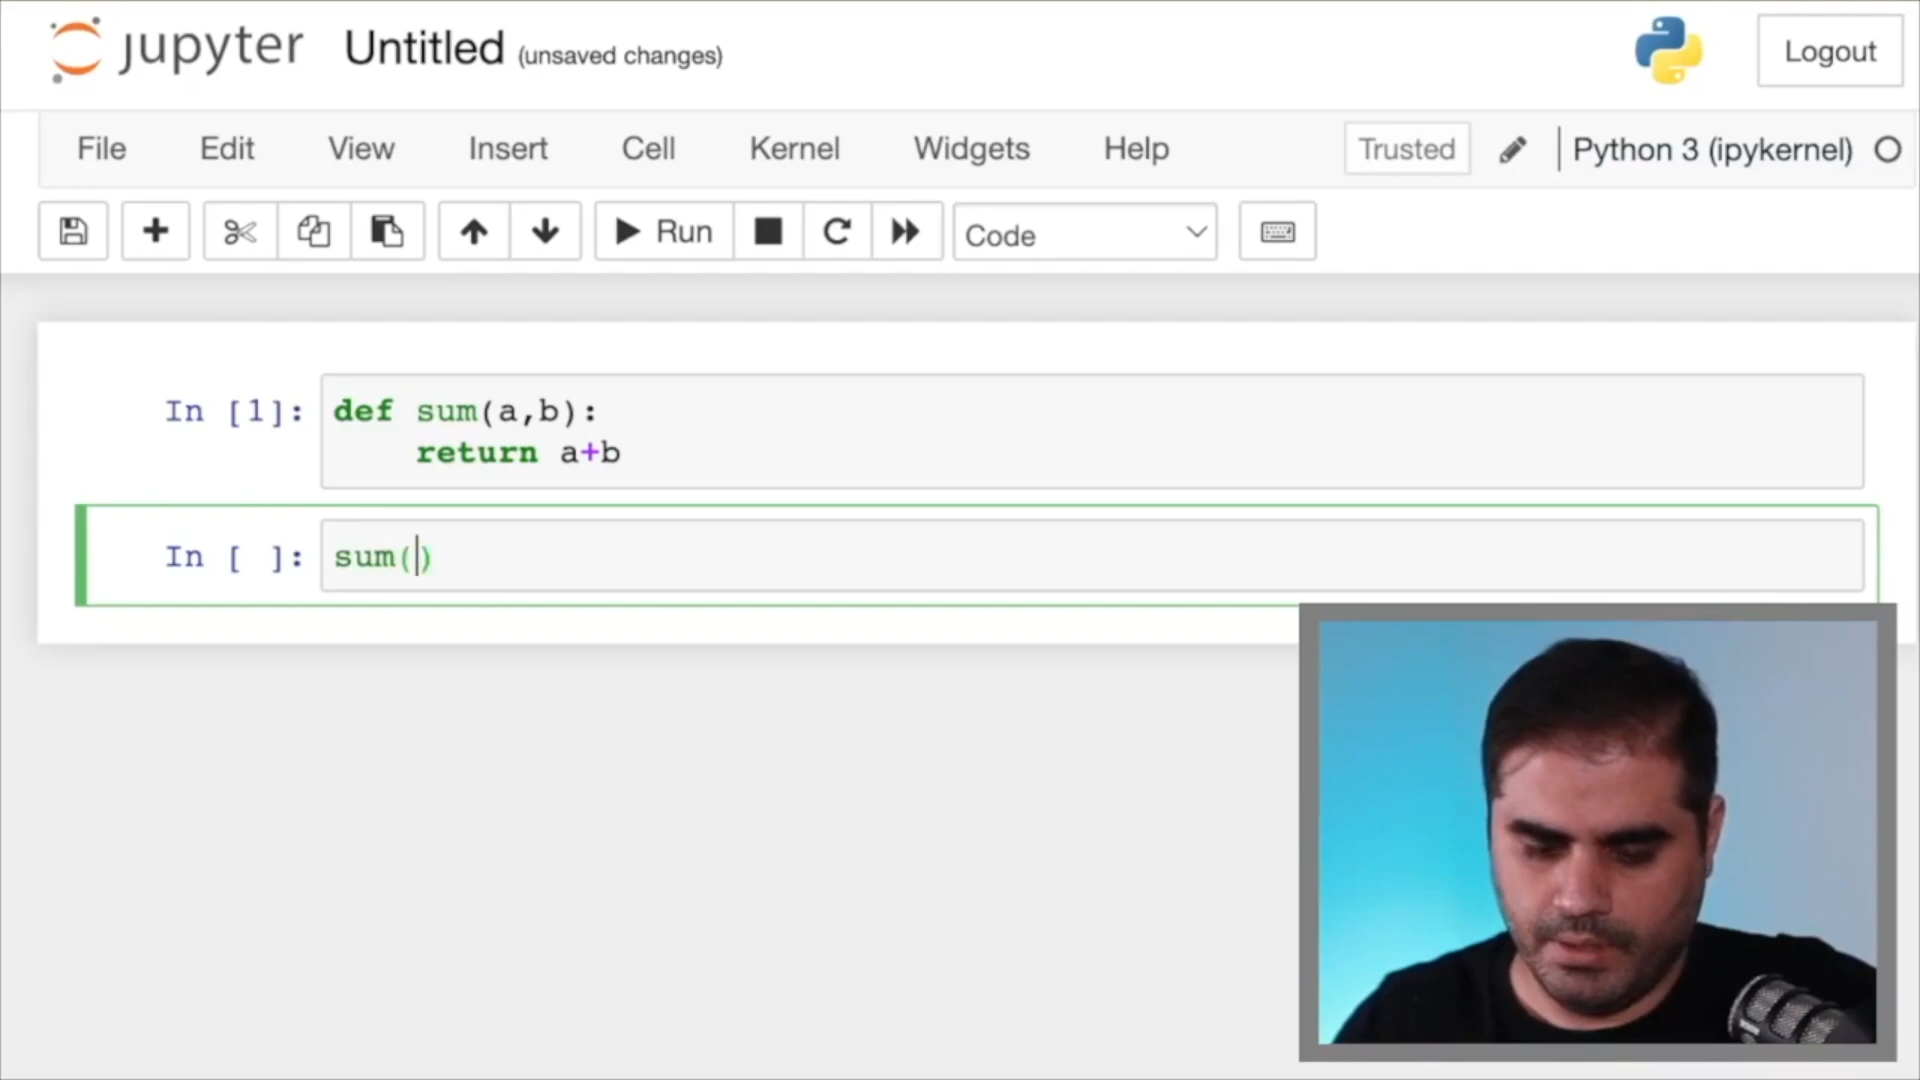 jupyter Untitled (unsaved changes) Logout
File Edit View Insert Cell Kernel Widgets Help Trusted Python 3 (ipykernel)
Run Code
In [1]: def sum(a,b):
return a+b
In [ ]: sum()